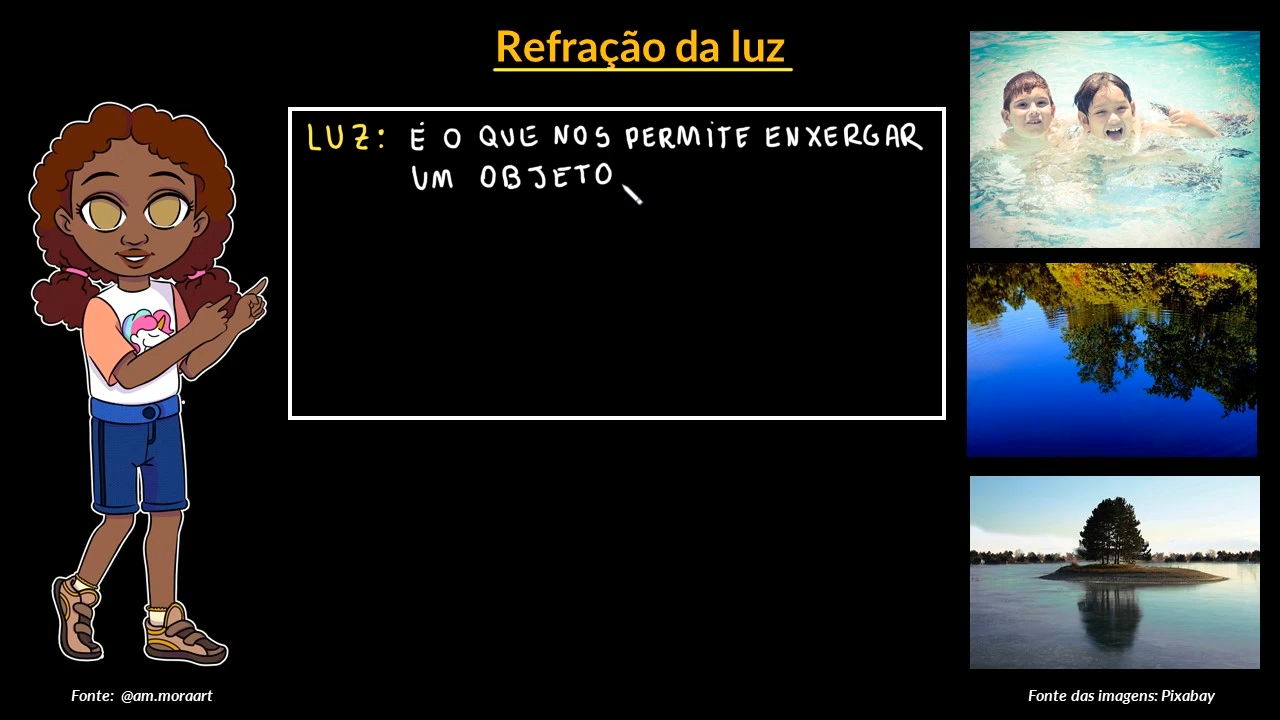 Refração da luz
LUZ: É O QUE NOS PERMITE ENXERGAR
UM OBJETO
Fonte: @am.moraart
Fonte das imagens: Pixabay